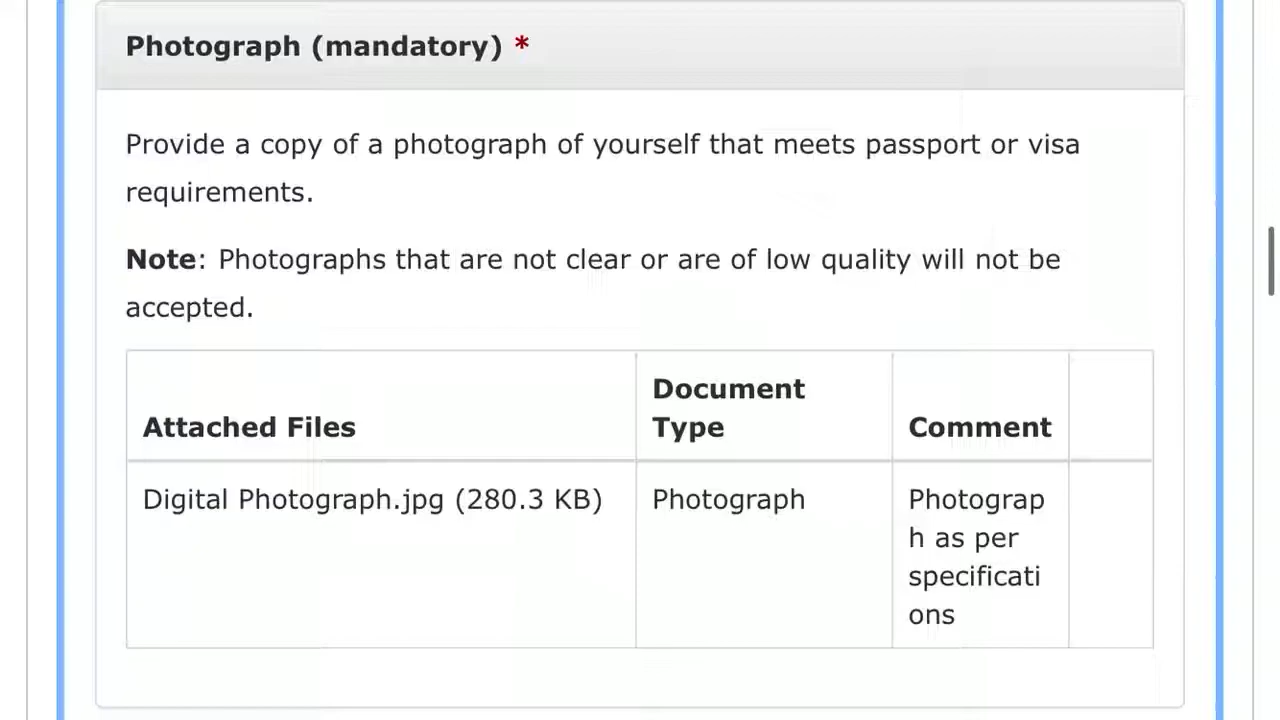 Photograph (mandatory) *
Provide a copy of a photograph of yourself that meets passport or visa
requirements.
Note: Photographs that are not clear or are of low quality will not be
accepted.
Attached Files
Document
Type
Comment
Digital Photograph.jpg (280.3 KB)
Photograph
Photograp
h as per
specificati
ons